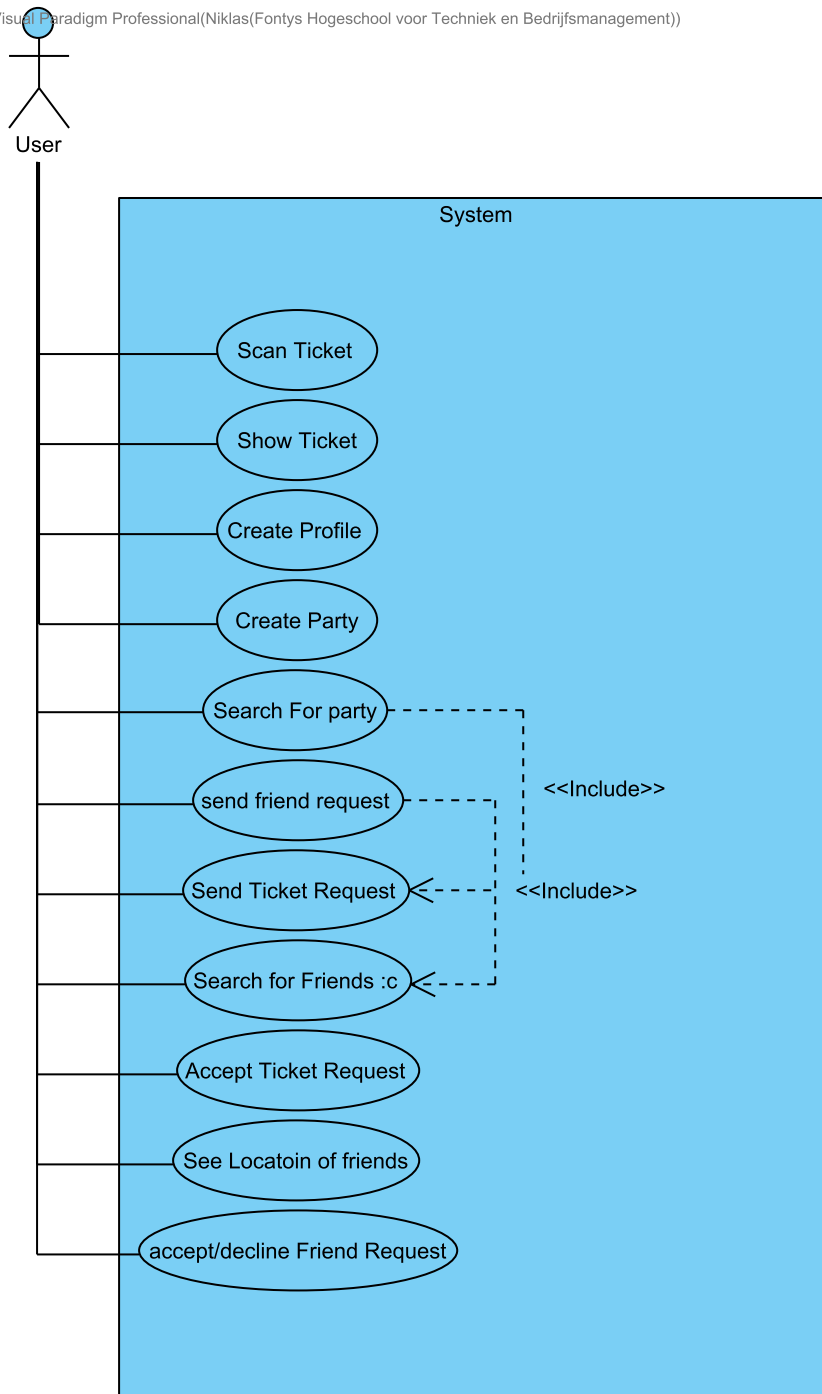 Visual Paradigm Professional(Niklas(Fontys Hogeschool voor Techniek en Bedrijfsmanagement))
User
System
Scan Ticket
Show Ticket
Create Profile
Create Party
Search For party
<<Include>>
send friend request
Send Ticket Request
<<Include>>
Search for Friends :c
Accept Ticket Request
See Locatoin of friends
accept/decline Friend Request